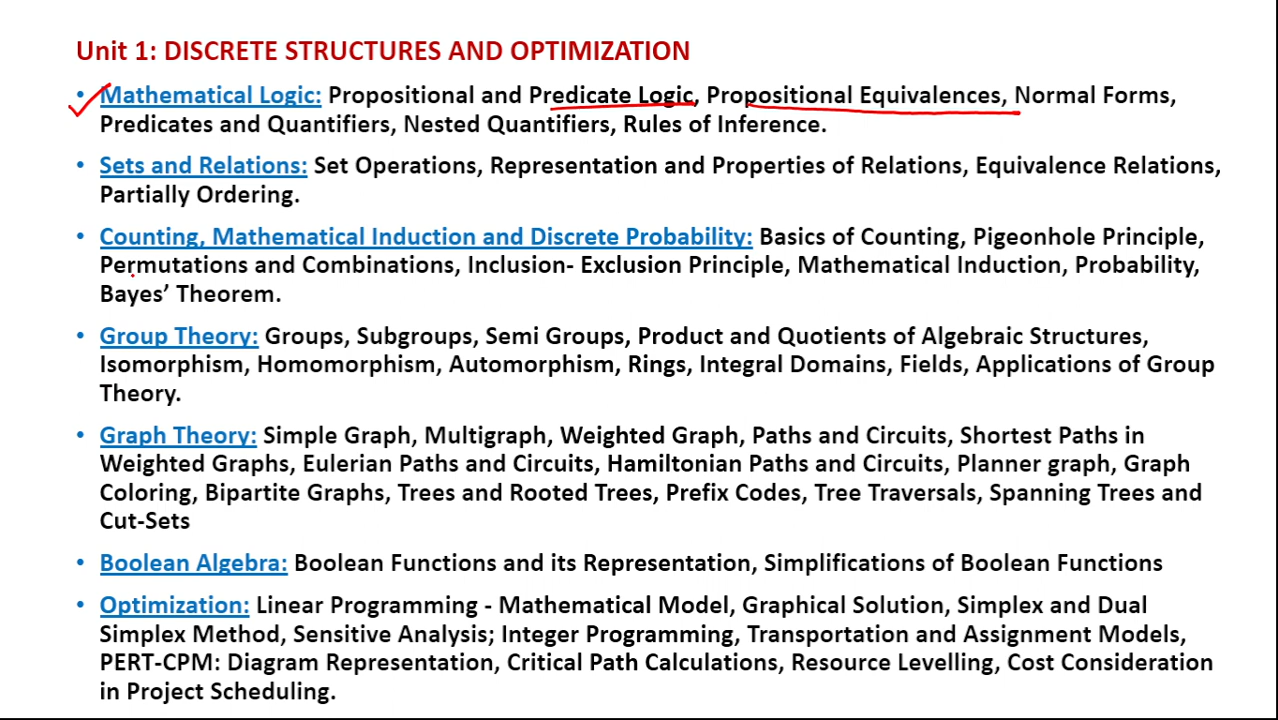 Unit 1: DISCRETE STRUCTURES AND OPTIMIZATION
• Mathematical Logic: Propositional and Predicate Logic, Propositional Equivalences, Normal Forms,
Predicates and Quantifiers, Nested Quantifiers, Rules of Inference.
• Sets and Relations: Set Operations, Representation and Properties of Relations, Equivalence Relations,
Partially Ordering.
• Counting, Mathematical Induction and Discrete Probability: Basics of Counting, Pigeonhole Principle,
Permutations and Combinations, Inclusion- Exclusion Principle, Mathematical Induction, Probability,
Bayes’ Theorem.
• Group Theory: Groups, Subgroups, Semi Groups, Product and Quotients of Algebraic Structures,
Isomorphism, Homomorphism, Automorphism, Rings, Integral Domains, Fields, Applications of Group
Theory.
• Graph Theory: Simple Graph, Multigraph, Weighted Graph, Paths and Circuits, Shortest Paths in
Weighted Graphs, Eulerian Paths and Circuits, Hamiltonian Paths and Circuits, Planner graph, Graph
Coloring, Bipartite Graphs, Trees and Rooted Trees, Prefix Codes, Tree Traversals, Spanning Trees and
Cut-Sets
• Boolean Algebra: Boolean Functions and its Representation, Simplifications of Boolean Functions
• Optimization: Linear Programming - Mathematical Model, Graphical Solution, Simplex and Dual
Simplex Method, Sensitive Analysis; Integer Programming, Transportation and Assignment Models,
PERT-CPM: Diagram Representation, Critical Path Calculations, Resource Levelling, Cost Consideration
in Project Scheduling.